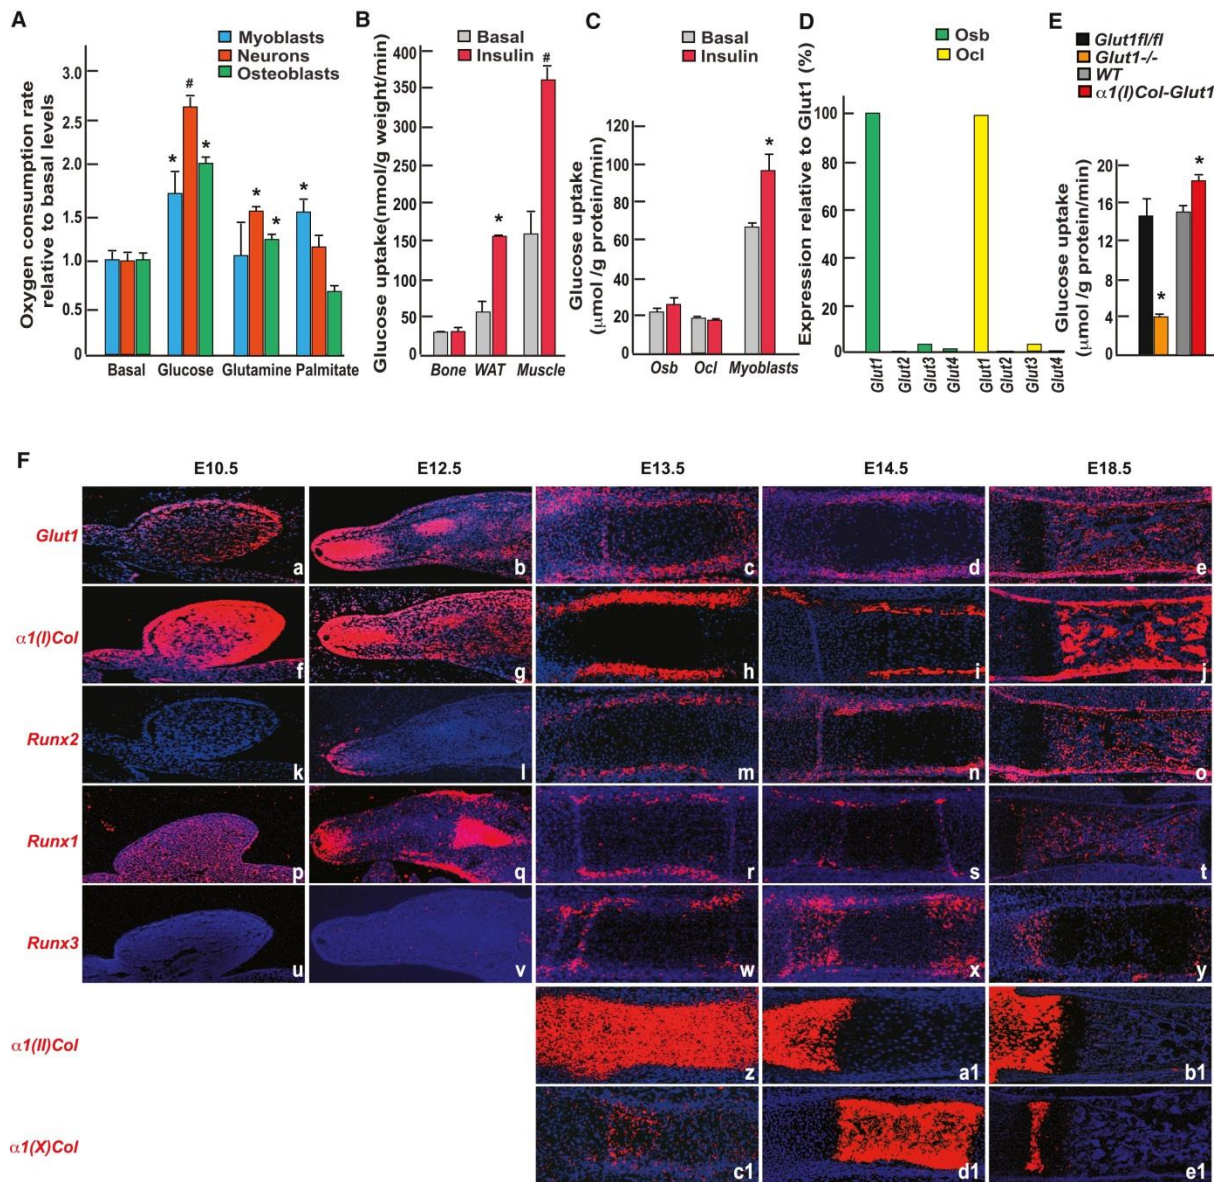 A
Myoblasts
Neurons
Osteoblasts
Oxygen consumption rate
relative to basal levels
3.0
2.5
2.0
1.5
1.0
0.5
0
*
#
*
*
*
*
Basal Glucose Glutamine Palmitate
B
Basal
Insulin
Glucose uptake(nmol/g weight/min)
400
350
300
250
200
150
100
50
0
*
#
Bone WAT Muscle
C
Basal
Insulin
Glucose uptake
(μmol /g protein/min)
120
100
80
60
40
20
0
*
Osb Ocl Myoblasts
D
Osb
Ocl
Expression relative to Glut1 (%)
100
80
60
40
20
0
Glut1 Glut2 Glut3 Glut4 Glut1 Glut2 Glut3 Glut4
E
Glut1fl/fl
Glut1-/-
WT
α1(I)Col-Glut1
Glucose uptake
(μmol /g protein/min)
20
16
12
8
4
0
*
*
F
E10.5 E12.5 E13.5 E14.5 E18.5
Glut1 a b c d e
α1(I)Col f g h i j
Runx2 k l m n o
Runx1 p q r s t
Runx3 u v w x y
α1(II)Col z a1 b1
α1(X)Col c1 d1 e1